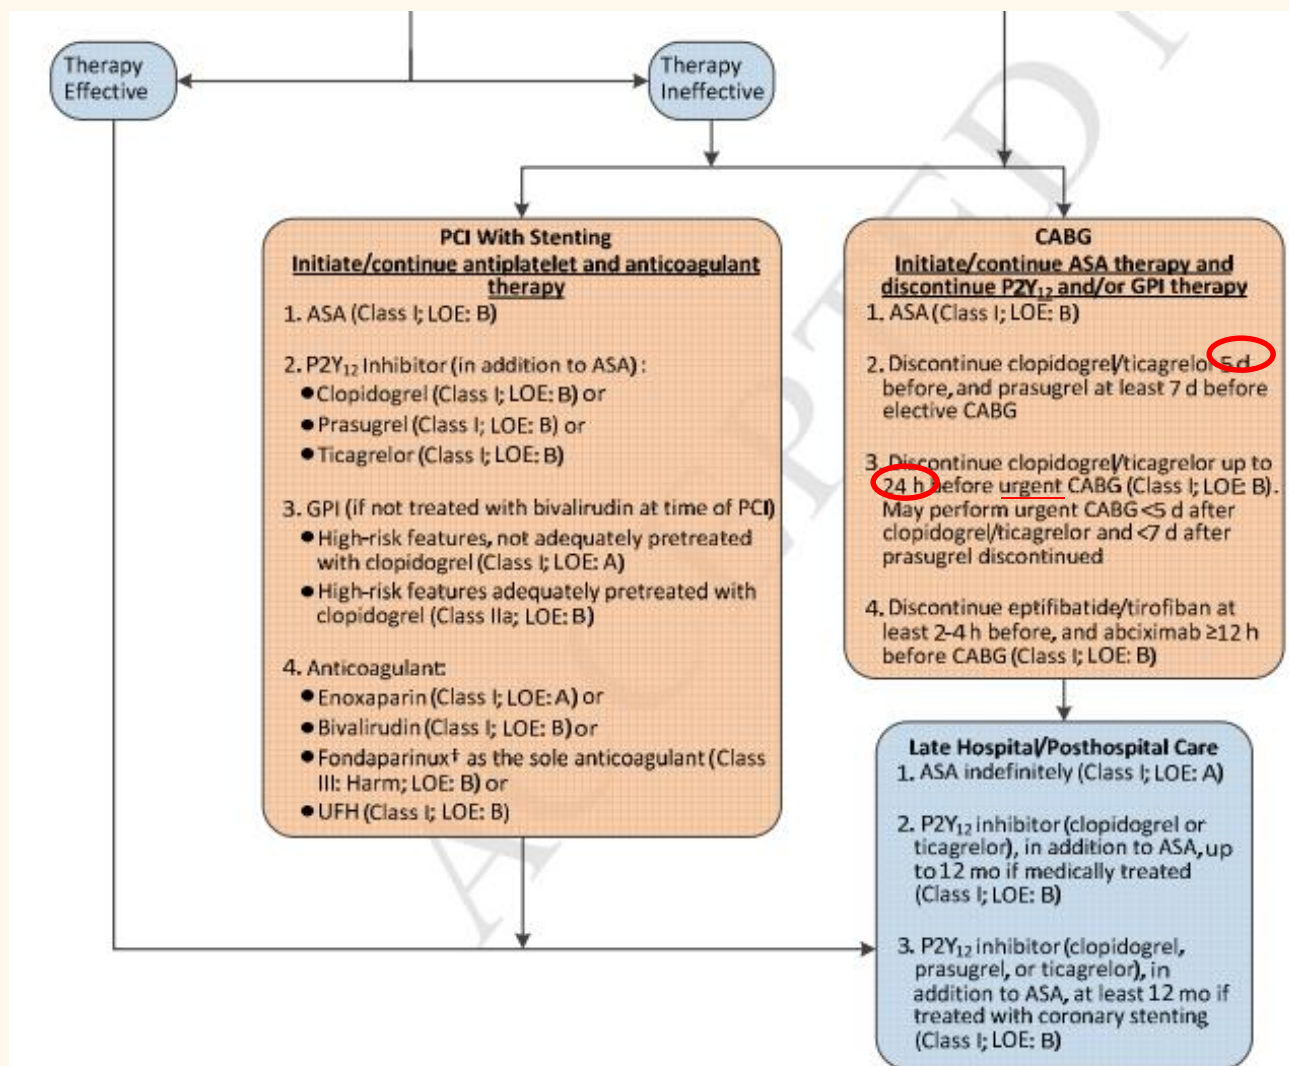 Therapy
Effective
Therapy
Ineffective
PCI With Stenting
Initiate/continue antiplatelet and anticoagulant
therapy
1. ASA (Class I; LOE: B)
2. P2Y₁₂ Inhibitor (in addition to ASA) :
● Clopidogrel (Class I; LOE: B) or
● Prasugrel (Class I; LOE: B) or
● Ticagrelor (Class I; LOE: B)
3. GPI (if not treated with bivalirudin at time of PCI)
● High-risk features, not adequately pretreated
with clopidogrel (Class I; LOE: A)
● High-risk features adequately pretreated with
clopidogrel (Class IIa; LOE: B)
4. Anticoagulant:
● Enoxaparin (Class I; LOE: A) or
● Bivalirudin (Class I; LOE: B) or
● Fondaparinux† as the sole anticoagulant (Class
III: Harm; LOE: B) or
● UFH (Class I; LOE: B)
CABG
Initiate/continue ASA therapy and
discontinue P2Y₁₂ and/or GPI therapy
1. ASA (Class I; LOE: B)
2. Discontinue clopidogrel/ticagrelor 5 d
before, and prasugrel at least 7 d before
elective CABG
3. Discontinue clopidogrel/ticagrelor up to
24 h before urgent CABG (Class I; LOE: B).
May perform urgent CABG <5 d after
clopidogrel/ticagrelor and <7 d after
prasugrel discontinued
4. Discontinue eptifibatide/tirofiban at
least 2-4 h before, and abciximab ≥12 h
before CABG (Class I; LOE: B)
Late Hospital/Posthospital Care
1. ASA indefinitely (Class I; LOE: A)
2. P2Y₁₂ inhibitor (clopidogrel or
ticagrelor), in addition to ASA, up
to 12 mo if medically treated
(Class I; LOE: B)
3. P2Y₁₂ inhibitor (clopidogrel,
prasugrel, or ticagrelor), in
addition to ASA, at least 12 mo if
treated with coronary stenting
(Class I; LOE: B)